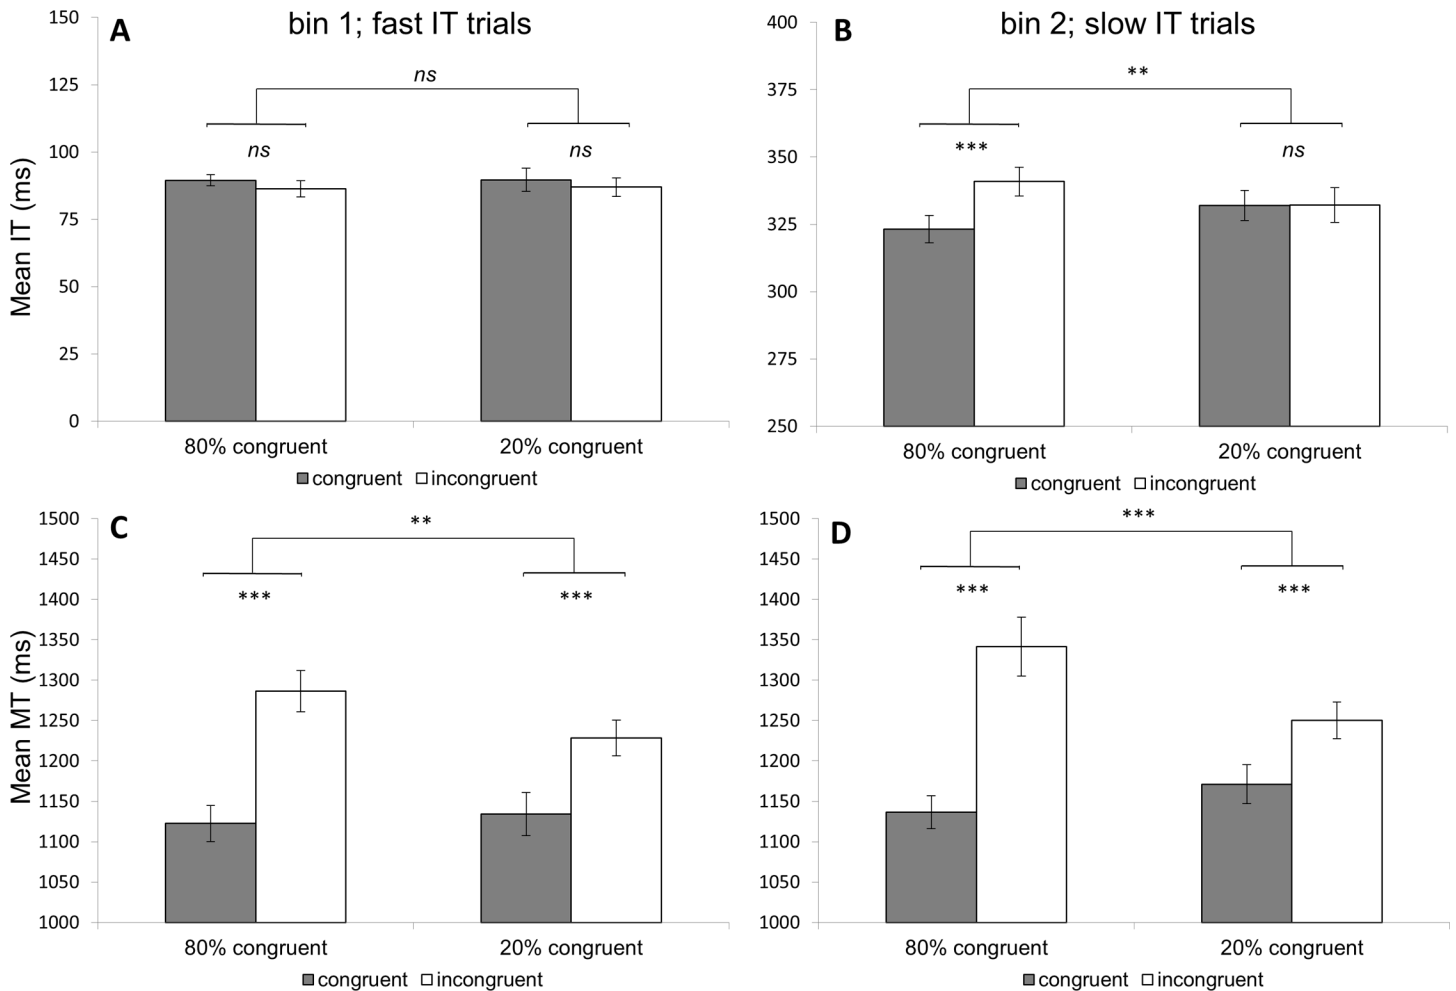 A bin 1; fast IT trials
150
125
100
75
50
25
0
Mean IT (ms)
ns
ns ns
80% congruent 20% congruent
congruent incongruent
B bin 2; slow IT trials
400
375
350
325
300
275
250
**
*** ns
80% congruent 20% congruent
congruent incongruent
C
1500
1450
1400
1350
1300
1250
1200
1150
1100
1050
1000
Mean MT (ms)
**
*** ***
80% congruent 20% congruent
congruent incongruent
D
1500
1450
1400
1350
1300
1250
1200
1150
1100
1050
1000
***
*** ***
80% congruent 20% congruent
congruent incongruent